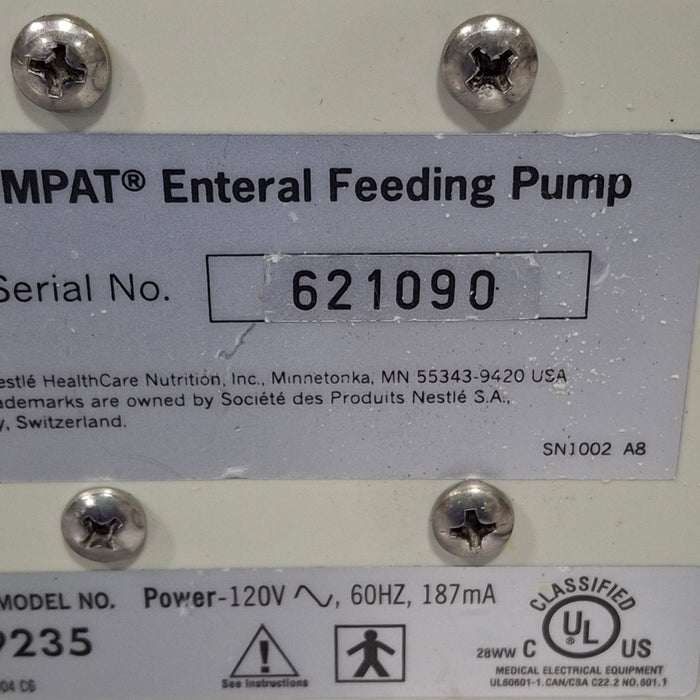 MPAT® Enteral Feeding Pump
Serial No. 621090
estlé HealthCare Nutrition, Inc., Minnetonka, MN 55343-9420 USA
ademarks are owned by Société des Produits Nestlé S.A.,
y, Switzerland.
SN1002 A8
MODEL NO. Power-120V ∿, 60HZ, 187mA
9235
04 C6
See Instructions
CLASSIFIED
UL
28WW C US
MEDICAL ELECTRICAL EQUIPMENT
UL60601-1.CAN/CSA C22.2 NO.601.1